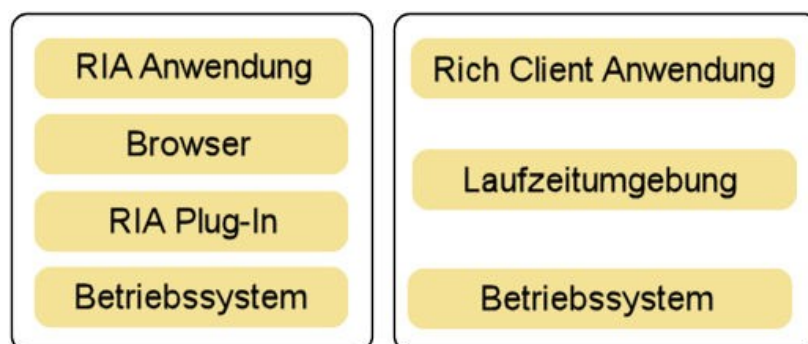 RIA Anwendung
Browser
RIA Plug-In
Betriebssystem
Rich Client Anwendung
Laufzeitumgebung
Betriebssystem